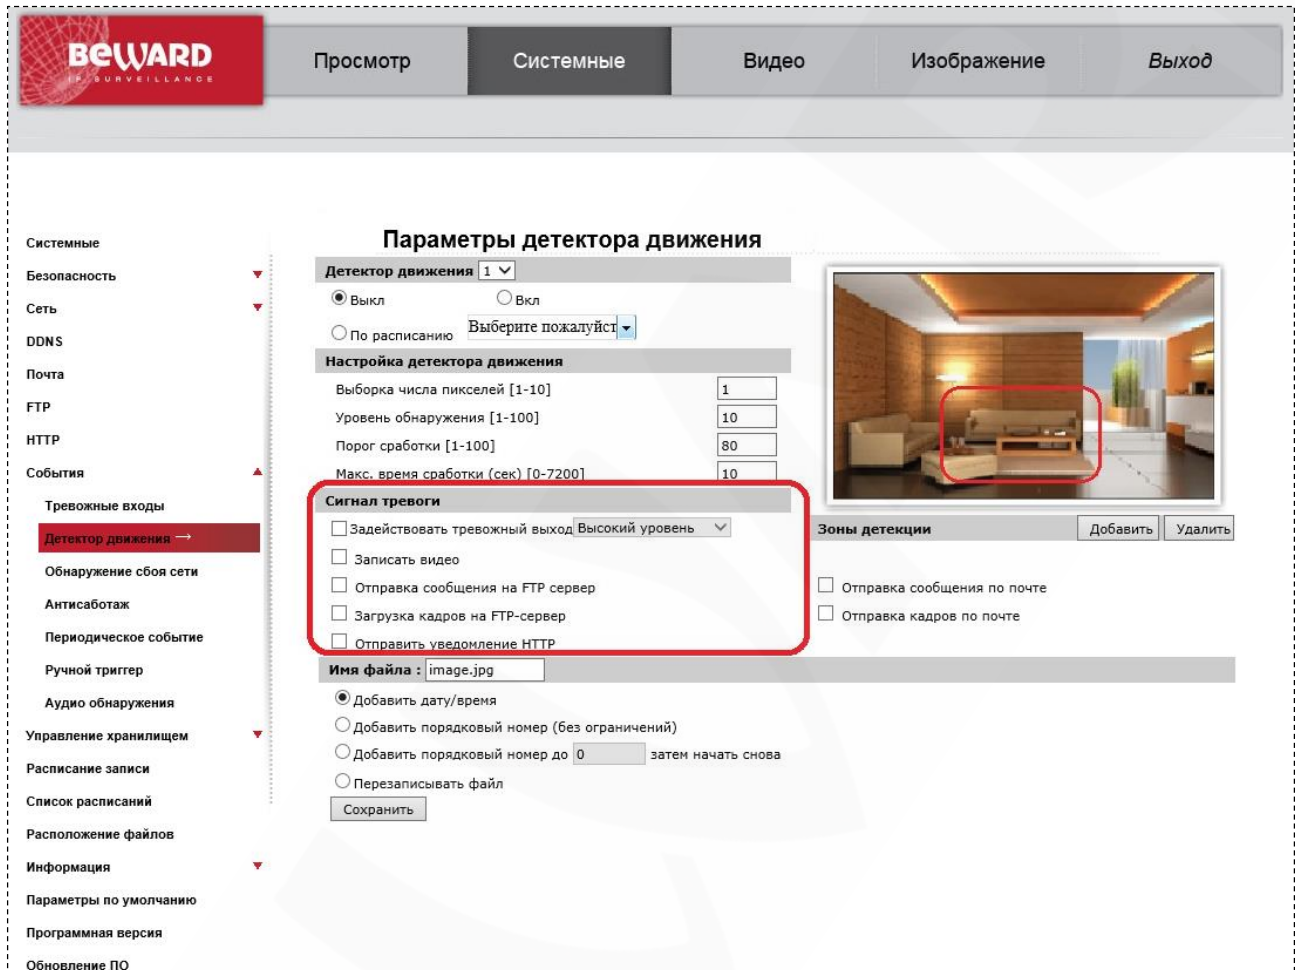 BEWARD
IP SURVEILLANCE
Просмотр
Системные
Видео
Изображение
Выход
Системные
Безопасность
Сеть
DDNS
Почта
FTP
HTTP
События
Тревожные входы
Детектор движения →
Обнаружение сбоя сети
Антисаботаж
Периодическое событие
Ручной триггер
Аудио обнаружения
Управление хранилищем
Расписание записи
Список расписаний
Расположение файлов
Информация
Параметры по умолчанию
Программная версия
Обновление ПО
Параметры детектора движения
Детектор движения 1
Выкл Вкл
По расписанию Выберите пожалуйст
Настройка детектора движения
Выборка числа пикселей [1-10] 1
Уровень обнаружения [1-100] 10
Порог сработки [1-100] 80
Макс. время сработки (сек) [0-7200] 10
Сигнал тревоги
Задействовать тревожный выход Высокий уровень
Записать видео
Отправка сообщения на FTP сервер
Загрузка кадров на FTP-сервер
Отправить уведомление HTTP
Зоны детекции Добавить Удалить
Отправка сообщения по почте
Отправка кадров по почте
Имя файла : image.jpg
Добавить дату/время
Добавить порядковый номер (без ограничений)
Добавить порядковый номер до 0 затем начать снова
Перезаписывать файл
Сохранить